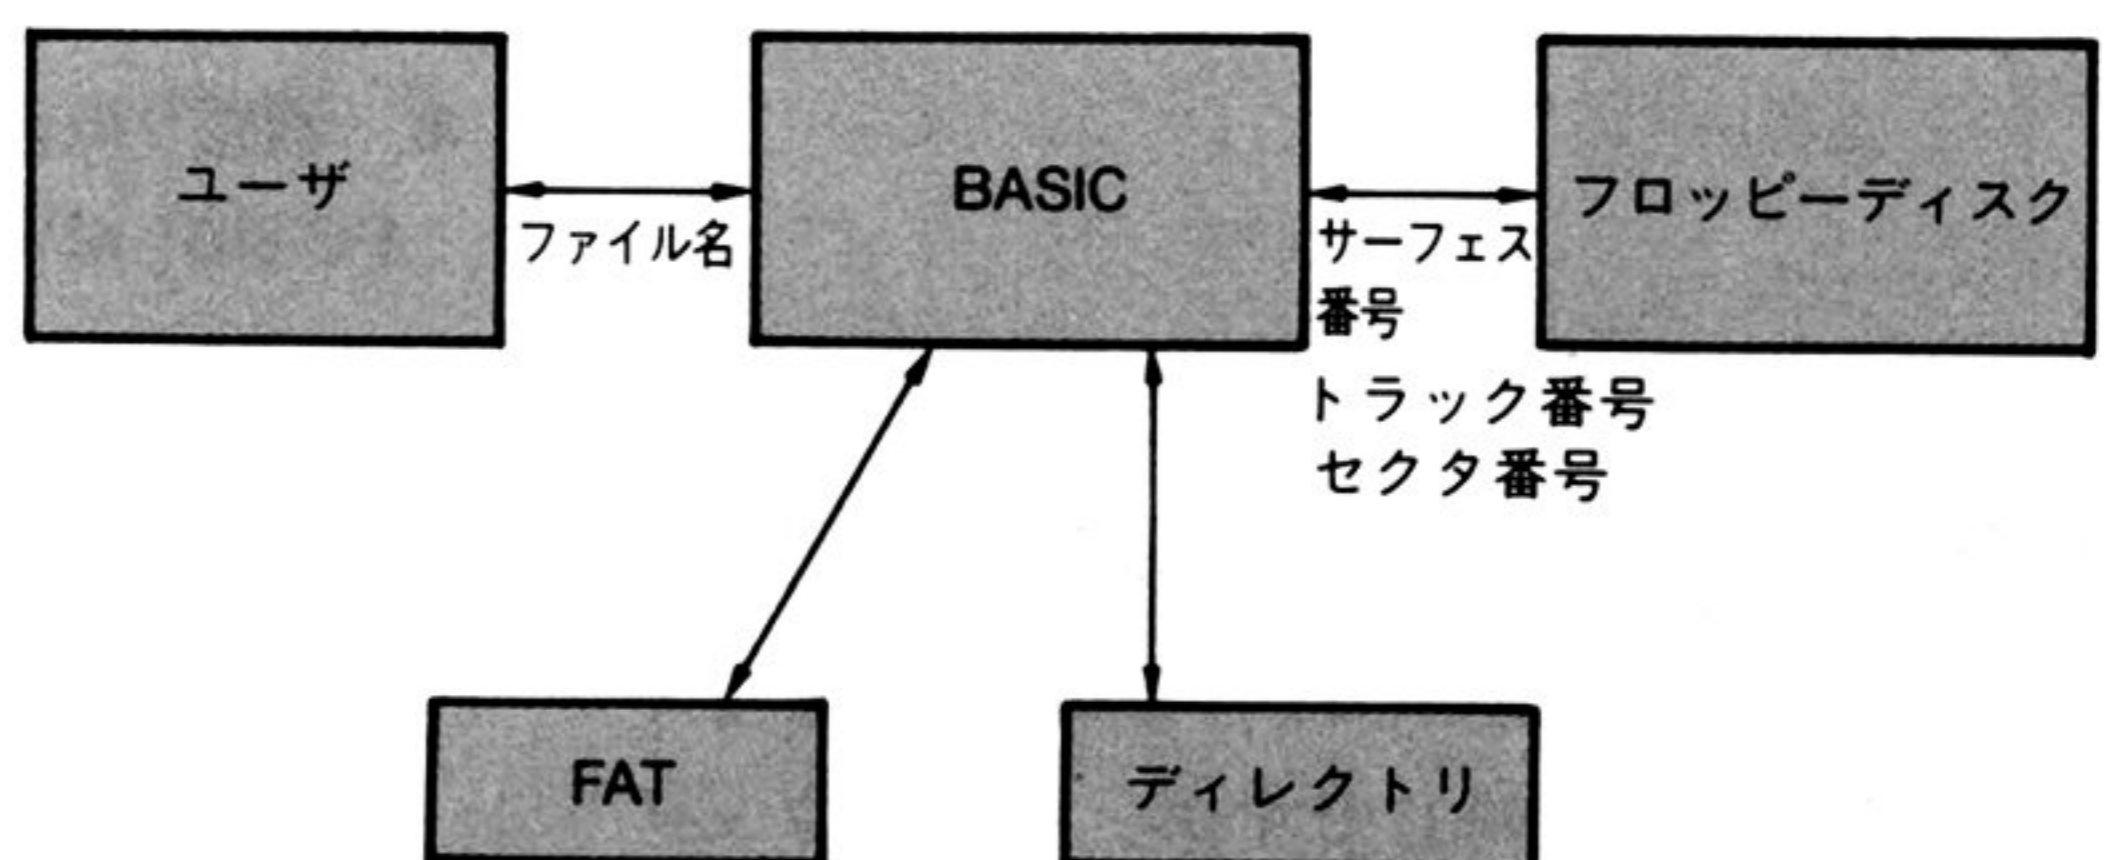 ユーザ
ファイル名
BASIC
サーフェス
番号
トラック番号
セクタ番号
フロッピーディスク
FAT
ディレクトリ